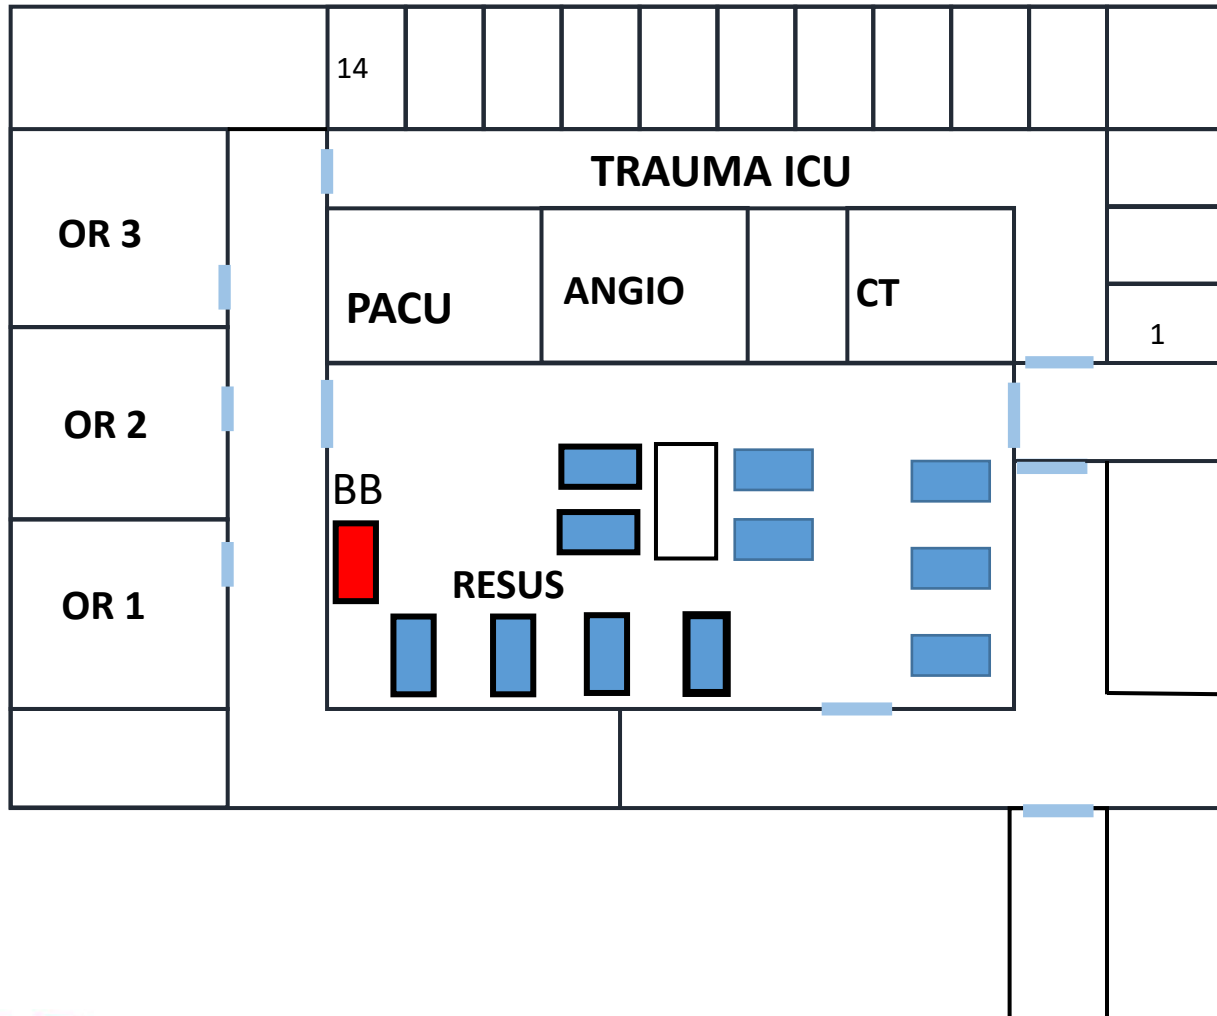 14
TRAUMA ICU
OR 3
PACU
ANGIO
CT
1
OR 2
BB
RESUS
OR 1